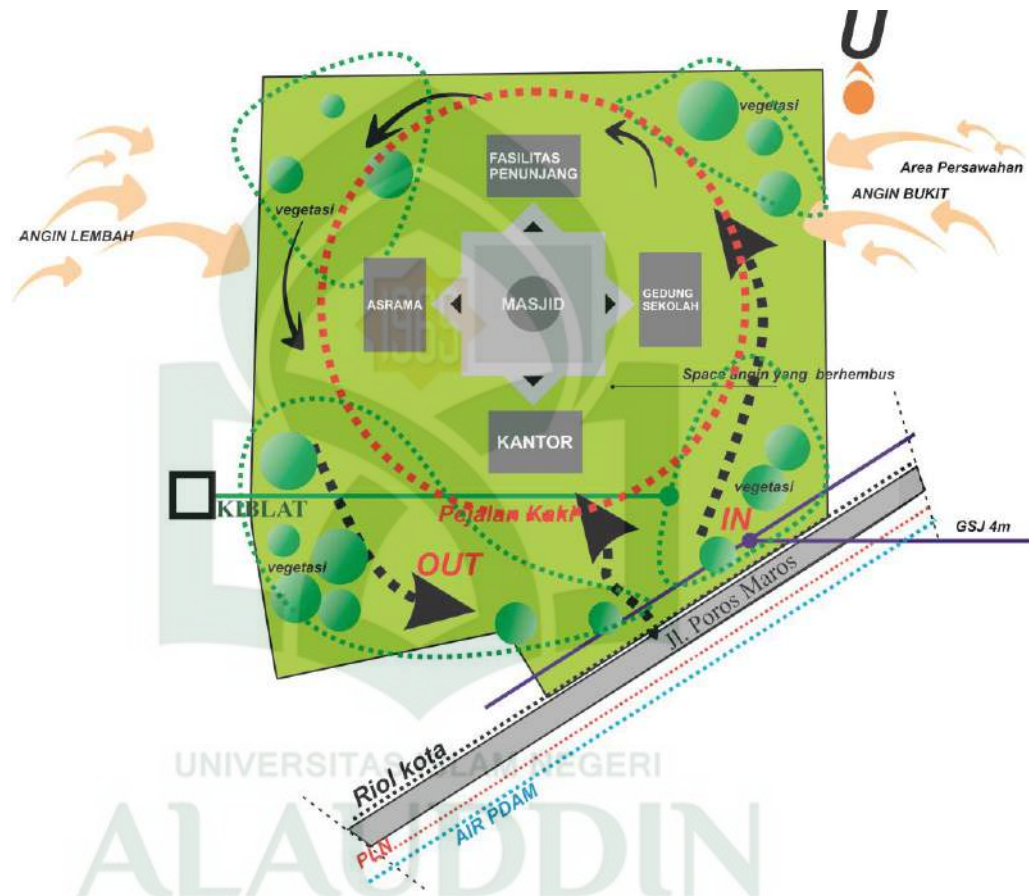 U
vegetasi
FASILITAS
PENUNJANG
Area Persawahan
ANGIN BUKIT
vegetasi
ANGIN LEMBAH
ASRAMA
MASJID
GEDUNG
SEKOLAH
1965
Space angin yang berhembus
KANTOR
vegetasi
KIBLAT
Pejalan Kaki
IN
GSJ 4m
OUT
vegetasi
Jl. Poros Maros
Riol kota
UNIVERSITAS ISLAM NEGERI
PLN
AIR PDAM
ALAUDDIN